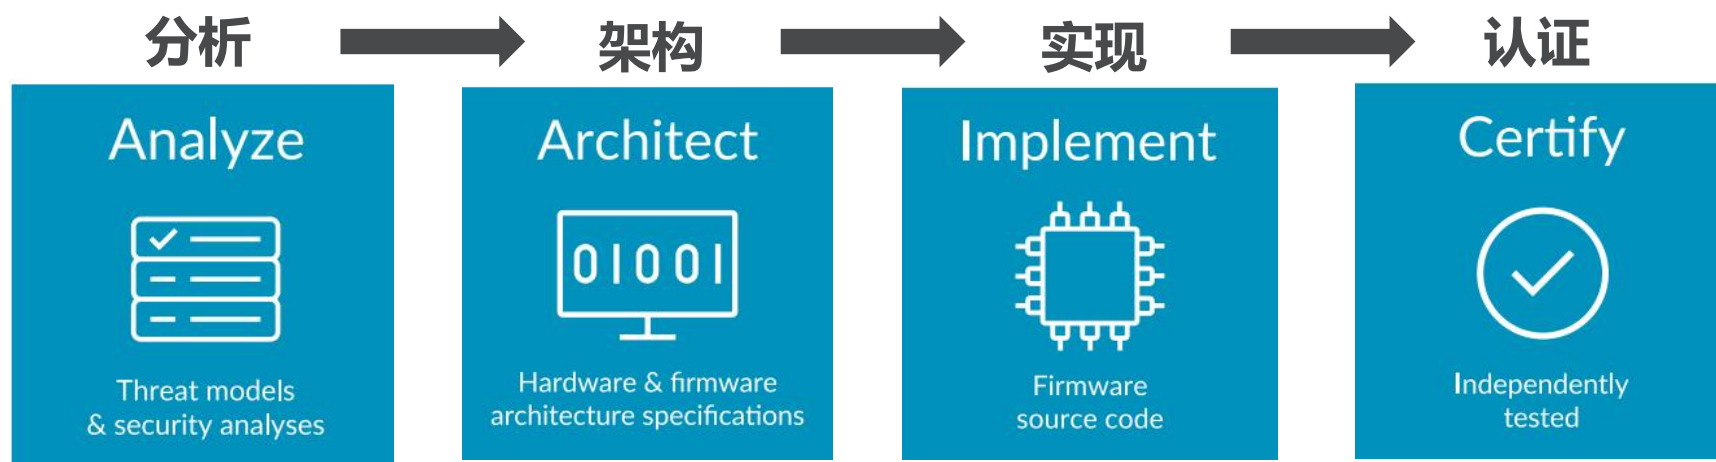 分析
架构
实现
认证
Analyze
Threat models
& security analyses
Architect
01001
Hardware & firmware
architecture specifications
Implement
Firmware
source code
Certify
Independently
tested